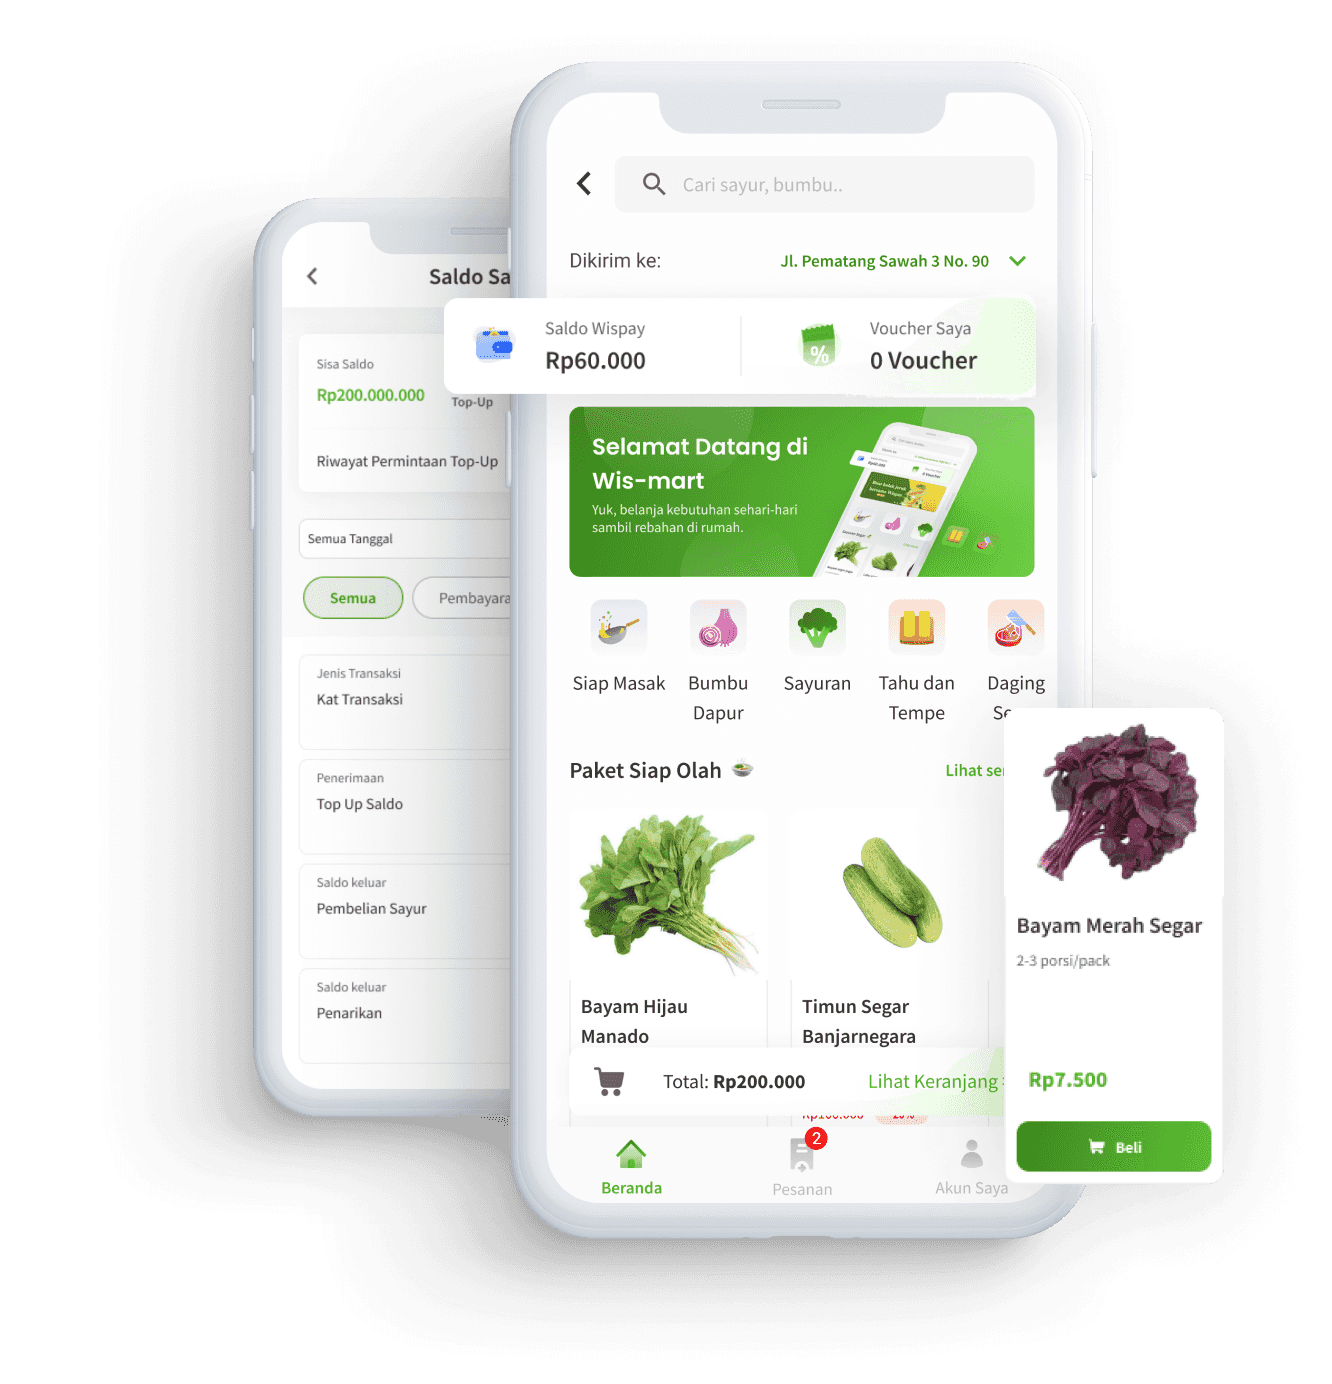 Cari sayur, bumbu..
Dikirim ke:
Jl. Pematang Sawah 3 No. 90
Saldo Wispay
Rp60.000
Voucher Saya
0 Voucher
%
Selamat Datang di
Wis-mart
Yuk, belanja kebutuhan sehari-hari
sambil rebahan di rumah.
Siap Masak
Bumbu
Dapur
Sayuran
Tahu dan
Tempe
Daging
Paket Siap Olah
Lihat
Bayam Hijau
Manado
Timun Segar
Banjarnegara
Total: Rp200.000
Lihat Keranjang
2
Beranda
Pesanan
Akun Saya
Bayam Merah Segar
2-3 porsi/pack
Rp7.500
Beli
Saldo Sa
Sisa Saldo
Rp200.000.000
Top-Up
Riwayat Permintaan Top-Up
Semua Tanggal
Semua
Pembayara
Jenis Transaksi
Kat Transaksi
Penerimaan
Top Up Saldo
Saldo keluar
Pembelian Sayur
Saldo keluar
Penarikan